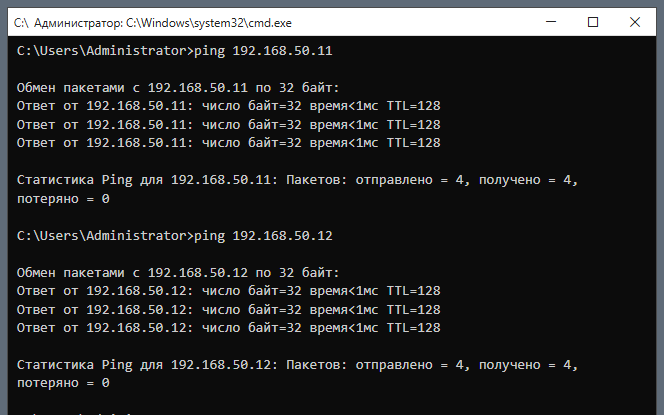 C:\ Администратор: C:\Windows\system32\cmd.exe
C:\Users\Administrator>ping 192.168.50.11
Обмен пакетами с 192.168.50.11 по 32 байт:
Ответ от 192.168.50.11: число байт=32 время<1мс TTL=128
Ответ от 192.168.50.11: число байт=32 время<1мс TTL=128
Ответ от 192.168.50.11: число байт=32 время<1мс TTL=128
Статистика Ping для 192.168.50.11: Пакетов: отправлено = 4, получено = 4,
потеряно = 0
C:\Users\Administrator>ping 192.168.50.12
Обмен пакетами с 192.168.50.12 по 32 байт:
Ответ от 192.168.50.12: число байт=32 время<1мс TTL=128
Ответ от 192.168.50.12: число байт=32 время<1мс TTL=128
Ответ от 192.168.50.12: число байт=32 время<1мс TTL=128
Статистика Ping для 192.168.50.12: Пакетов: отправлено = 4, получено = 4,
потеряно = 0